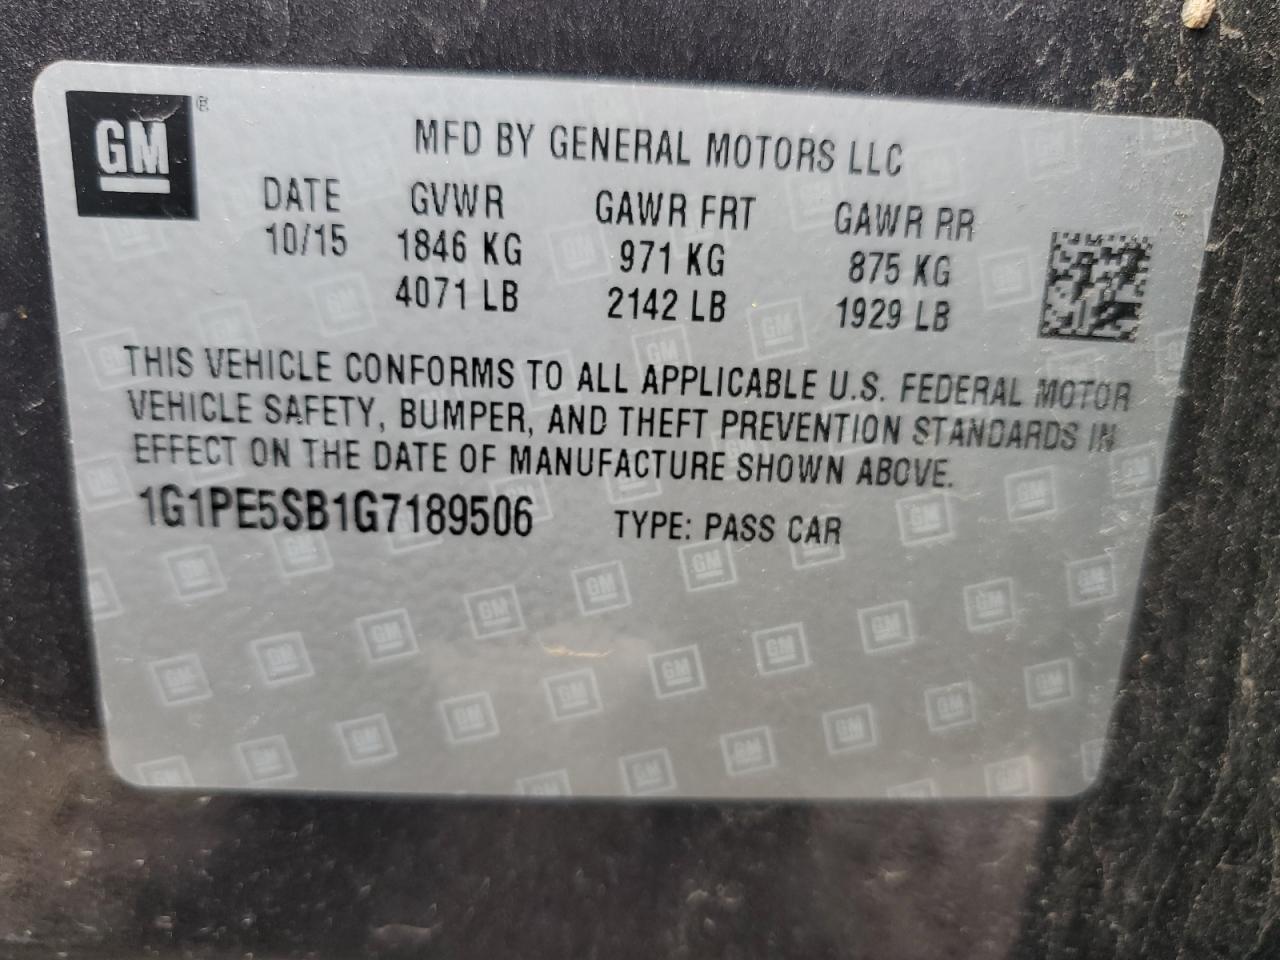 GM ®
MFD BY GENERAL MOTORS LLC
DATE GVWR GAWR FRT GAWR RR
10/15 1846 KG 971 KG 875 KG
4071 LB 2142 LB 1929 LB
THIS VEHICLE CONFORMS TO ALL APPLICABLE U.S. FEDERAL MOTOR
VEHICLE SAFETY, BUMPER, AND THEFT PREVENTION STANDARDS IN
EFFECT ON THE DATE OF MANUFACTURE SHOWN ABOVE.
1G1PE5SB1G7189506 TYPE: PASS CAR